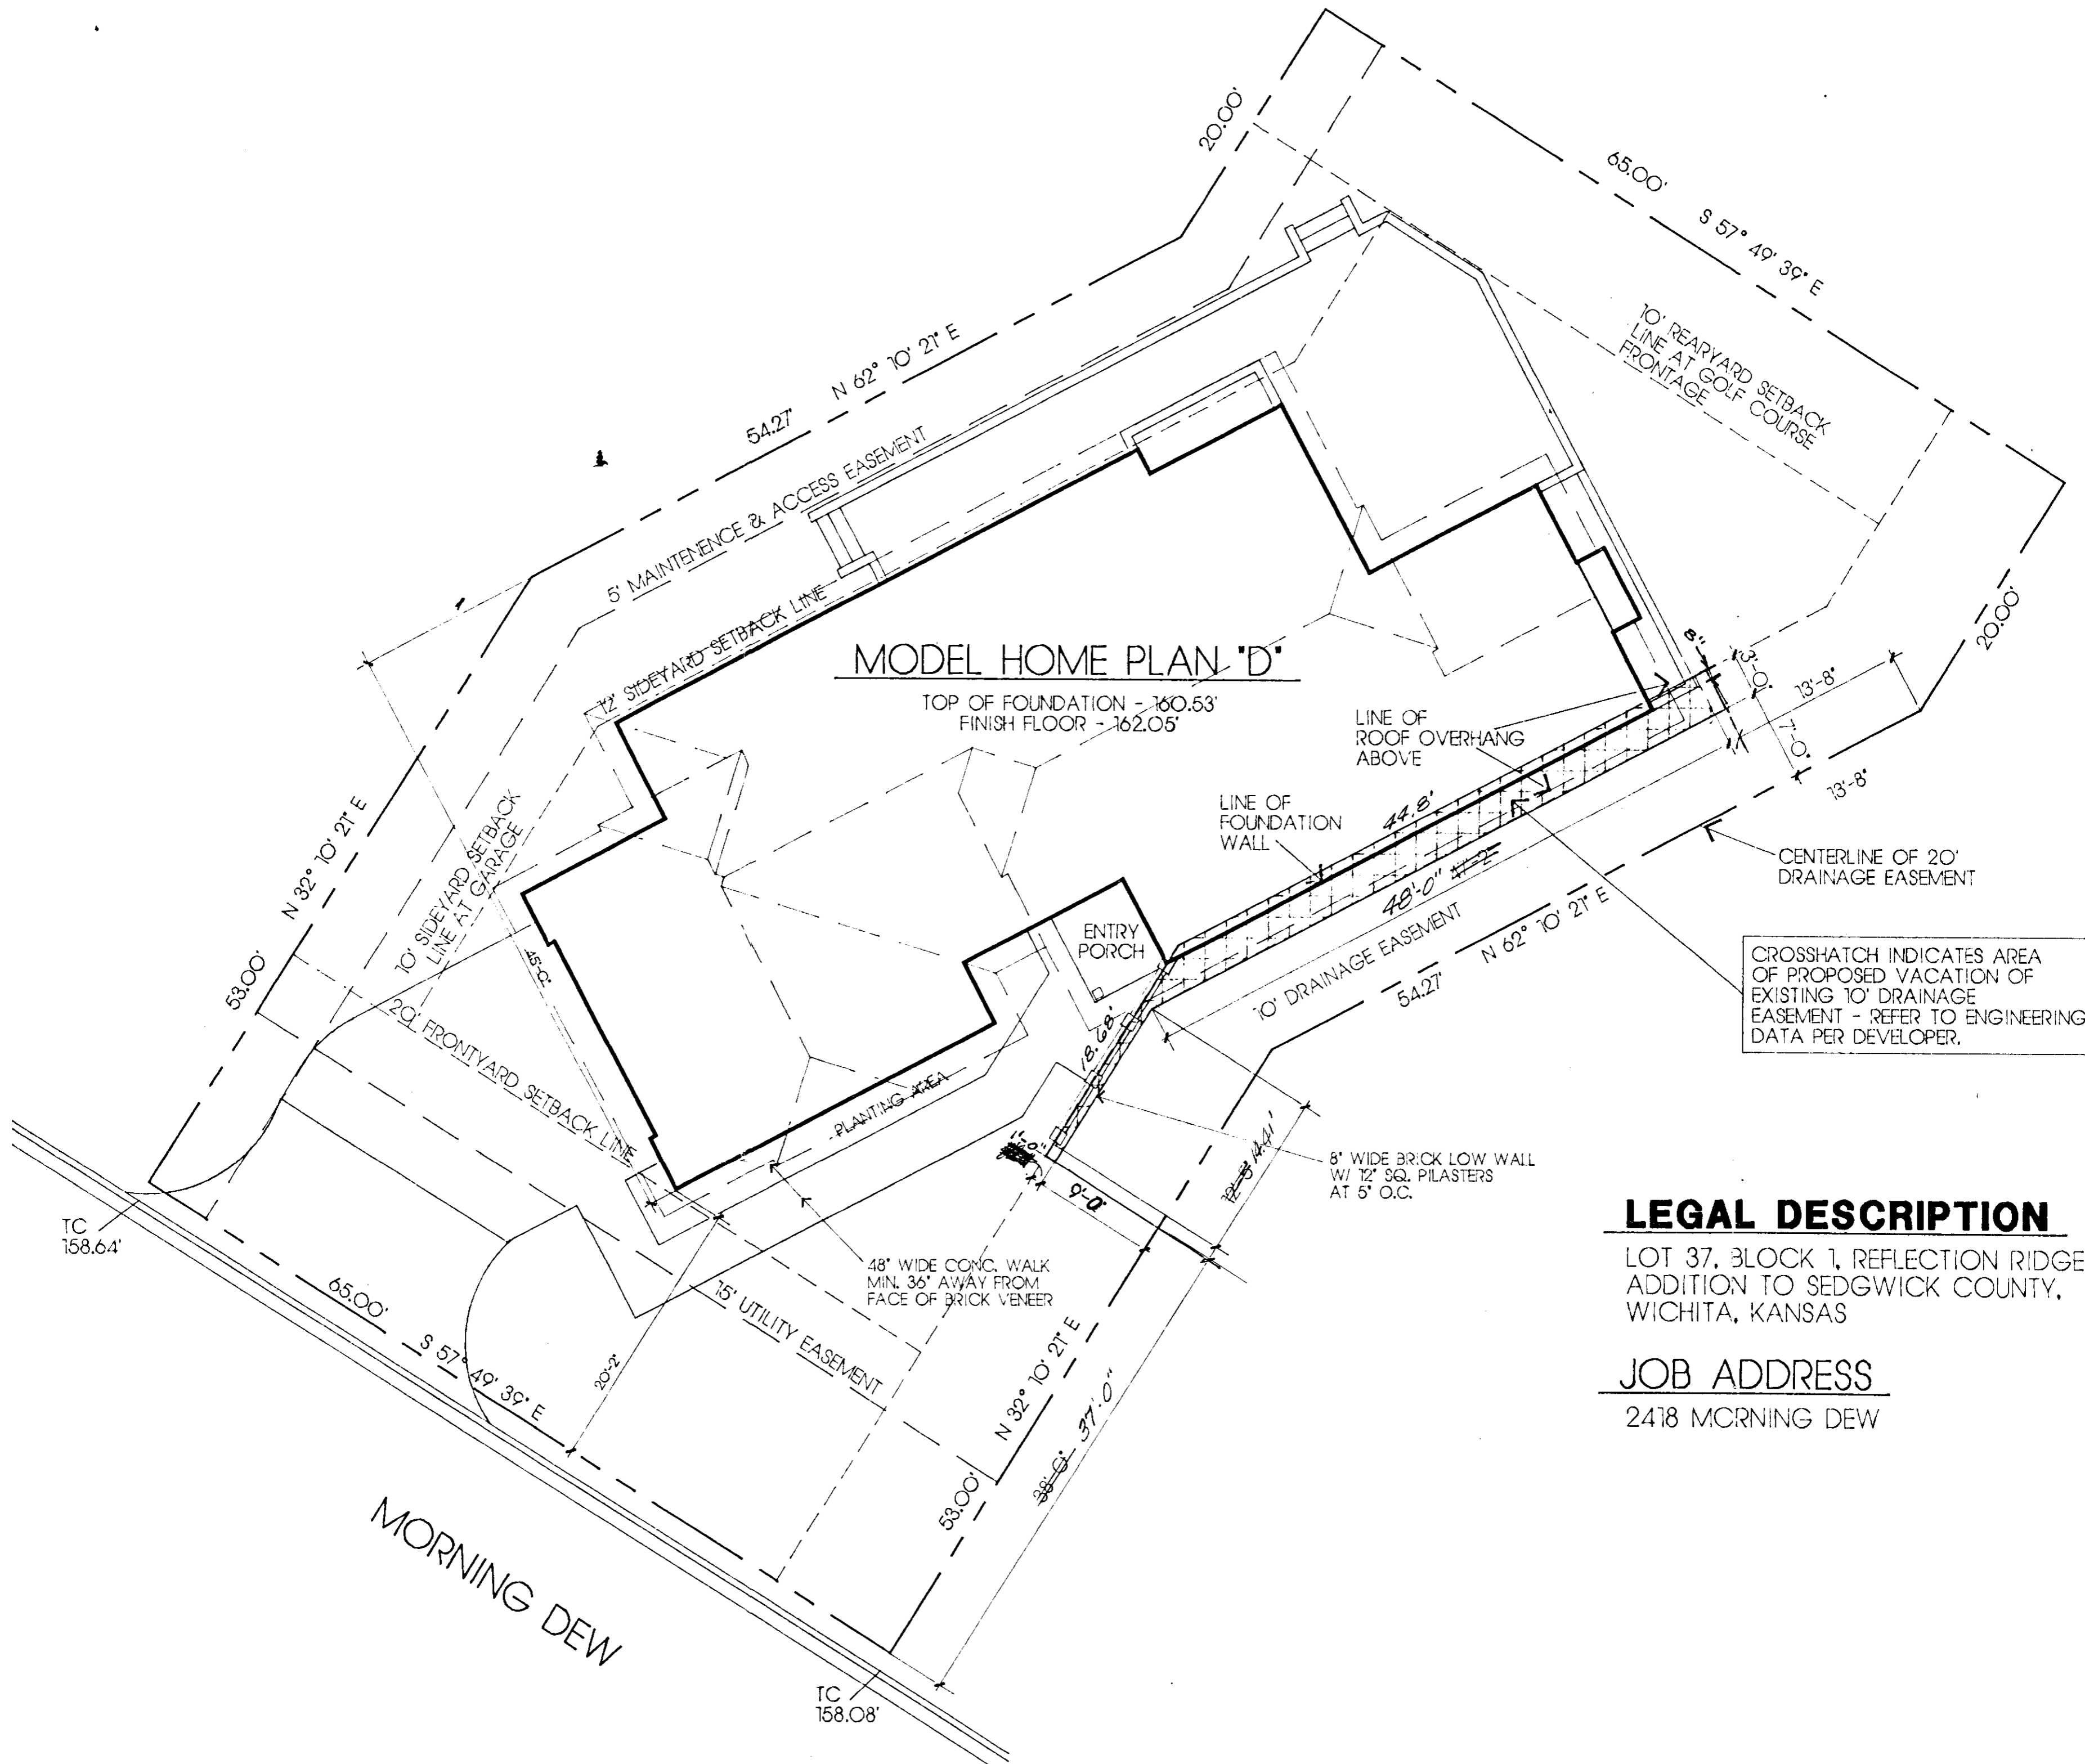 20.00'
65.00'
S 57° 49' 39" E
10' REARYARD SETBACK
LINE AT GOLF COURSE
FRONTAGE
54.27'
N 62° 10' 21" E
5' MAINTENENCE & ACCESS EASEMENT
12' SIDEYARD SETBACK LINE
MODEL HOME PLAN "D"
TOP OF FOUNDATION - 160.53'
FINISH FLOOR - 162.05'
LINE OF
ROOF OVERHANG
ABOVE
8"
3'-0"
13'-8"
7'-0"
13'-8"
20.00'
LINE OF
FOUNDATION
WALL
44.8'
48'-0"
CENTERLINE OF 20'
DRAINAGE EASEMENT
N 32° 10' 21" E
53.00'
10' SIDEYARD SETBACK
LINE AT GARAGE
45'-0"
20' FRONTYARD SETBACK LINE
ENTRY
PORCH
10' DRAINAGE EASEMENT
54.27'
N 62° 10' 21" E
CROSSHATCH INDICATES AREA
OF PROPOSED VACATION OF
EXISTING 10' DRAINAGE
EASEMENT - REFER TO ENGINEERING
DATA PER DEVELOPER.
18.68'
PLANTING AREA
1'-0"
9'-0"
12'-5" 14.41'
8" WIDE BRICK LOW WALL
W/ 12" SQ. PILASTERS
AT 5' O.C.
48" WIDE CONC. WALK
MIN. 36" AWAY FROM
FACE OF BRICK VENEER
TC
158.64'
65.00'
S 57° 49' 39" E
20'-2"
15' UTILITY EASEMENT
N 32° 10' 21" E
53.00'
38'-6" 37'-0"
MORNING DEW
TC
158.08'
LEGAL DESCRIPTION
LOT 37, BLOCK 1, REFLECTION RIDGE
ADDITION TO SEDGWICK COUNTY,
WICHITA, KANSAS
JOB ADDRESS
2418 MORNING DEW